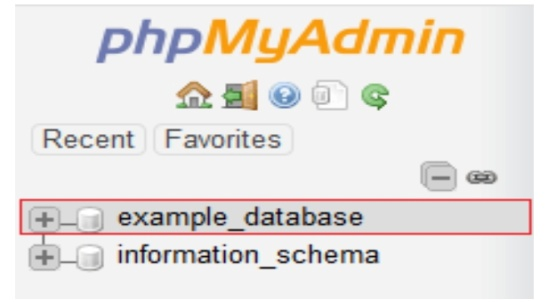 phpMyAdmin
Recent Favorites
example_database
information_schema